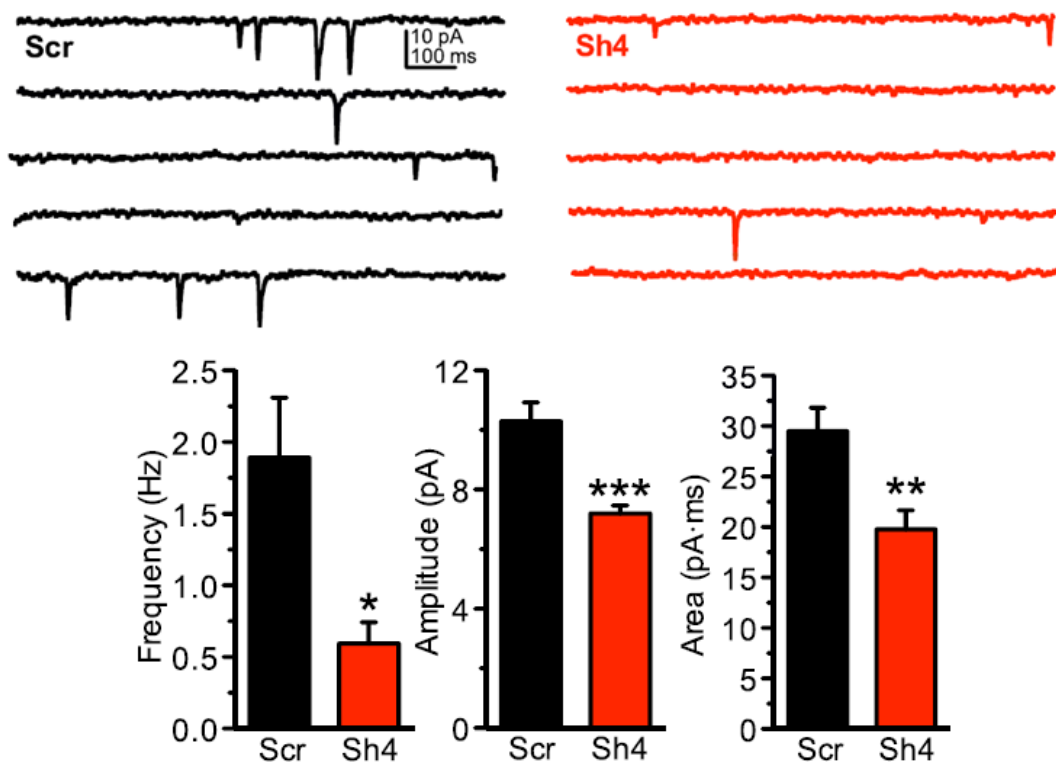 Scr
10 pA
100 ms
Sh4
Frequency (Hz)
2.5
2.0
1.5
1.0
0.5
0.0
*
Scr Sh4
Amplitude (pA)
12
8
4
0
***
Scr Sh4
Area (pA·ms)
35
30
25
20
15
10
5
0
**
Scr Sh4